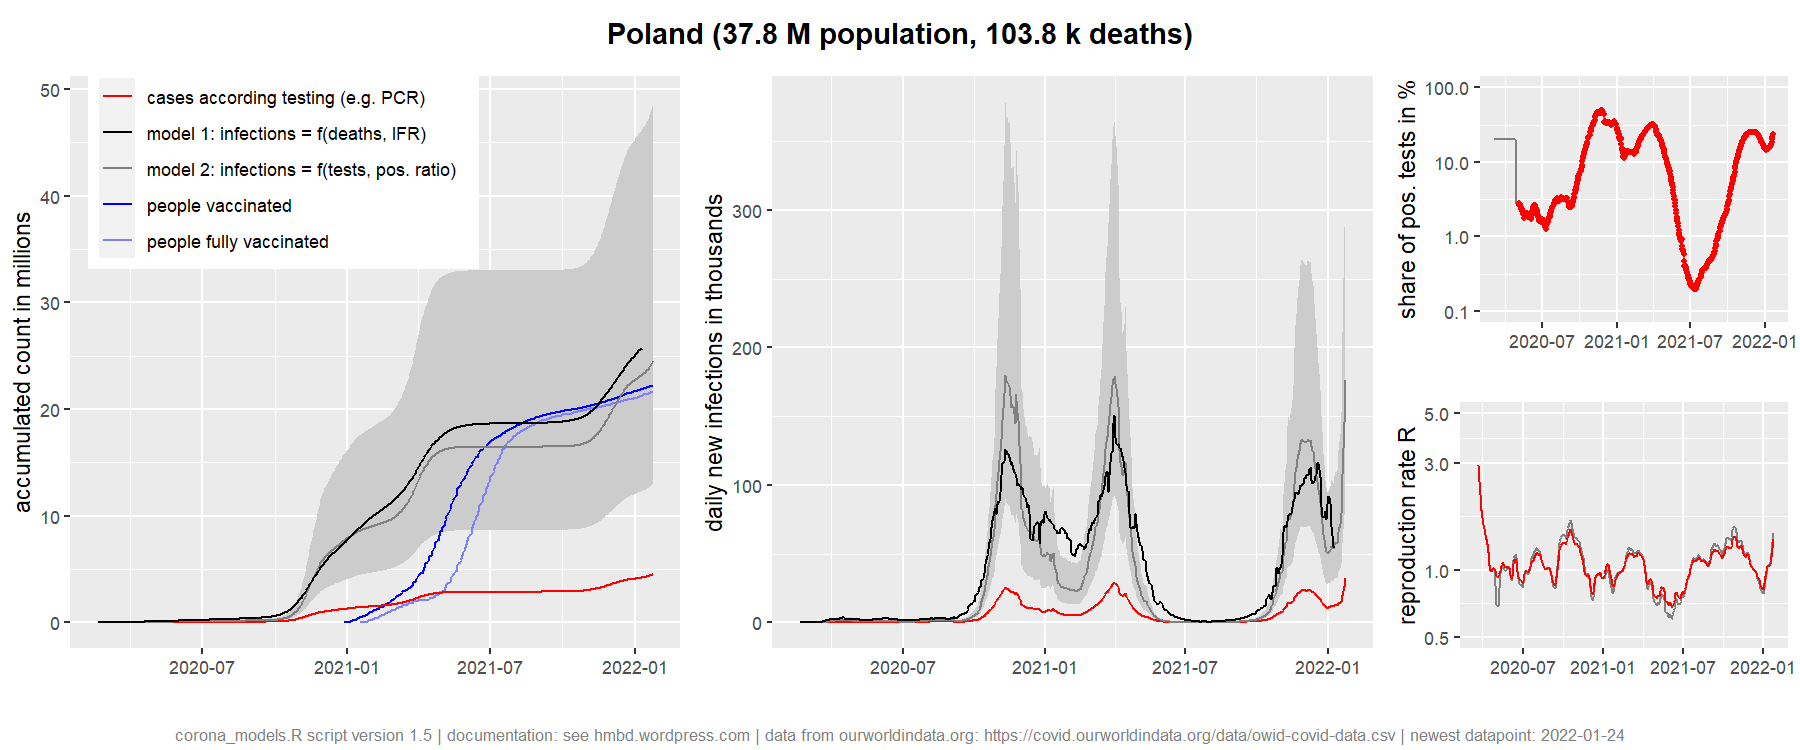 Poland (37.8 M population, 103.8 k deaths)
accumulated count in millions
50
40
30
20
10
0
cases according testing (e.g. PCR)
model 1: infections = f(deaths, IFR)
model 2: infections = f(tests, pos. ratio)
people vaccinated
people fully vaccinated
2020-07 2021-01 2021-07 2022-01
daily new infections in thousands
300
200
100
0
2020-07 2021-01 2021-07 2022-01
share of pos. tests in %
100.0
10.0
1.0
0.1
2020-07 2021-01 2021-07 2022-01
reproduction rate R
5.0
3.0
1.0
0.5
2020-07 2021-01 2021-07 2022-01
corona_models.R script version 1.5 | documentation: see hmbd.wordpress.com | data from ourworldindata.org: https://covid.ourworldindata.org/data/owid-covid-data.csv | newest datapoint: 2022-01-24